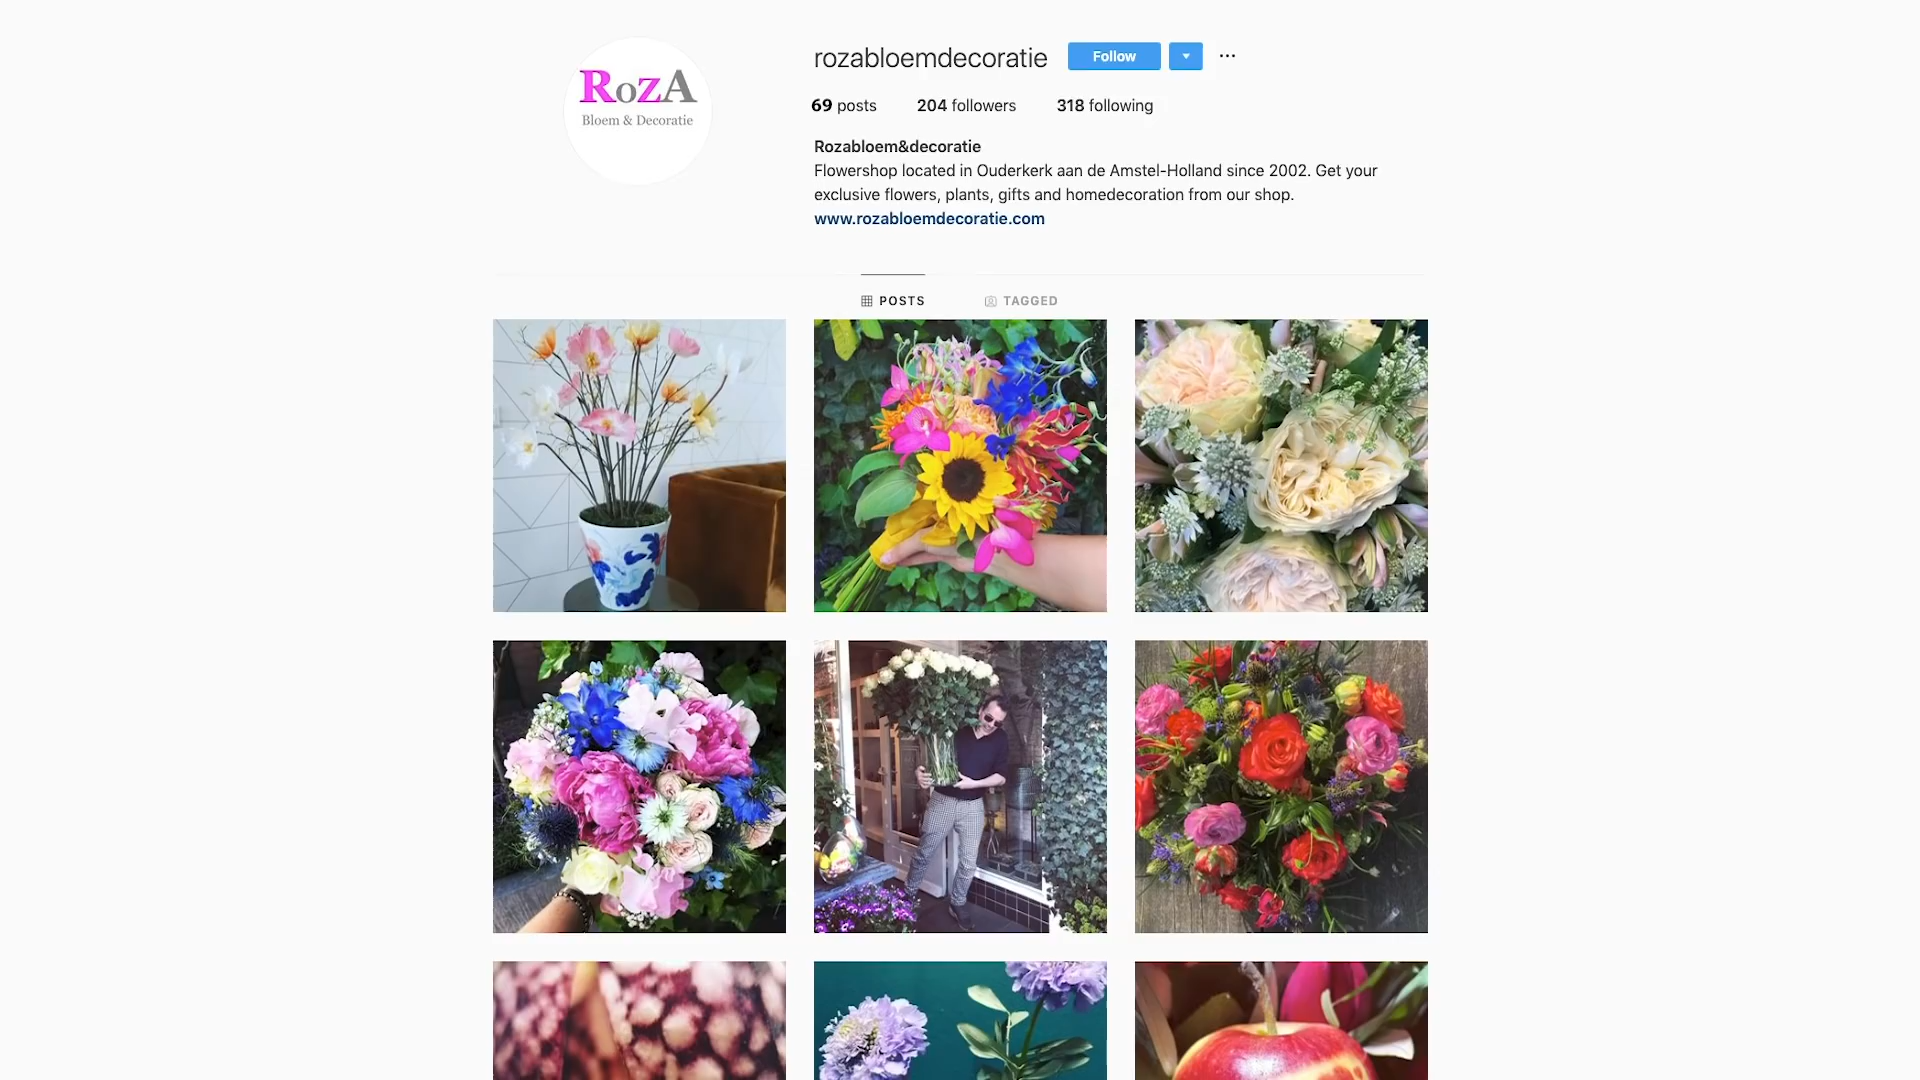 RozA
Bloem & Decoratie
rozabloemdecoratie
Follow
69 posts
204 followers
318 following
Rozabloem&decoratie
Flowershop located in Ouderkerk aan de Amstel-Holland since 2002. Get your
exclusive flowers, plants, gifts and homedecoration from our shop.
www.rozabloemdecoratie.com
POSTS
TAGGED